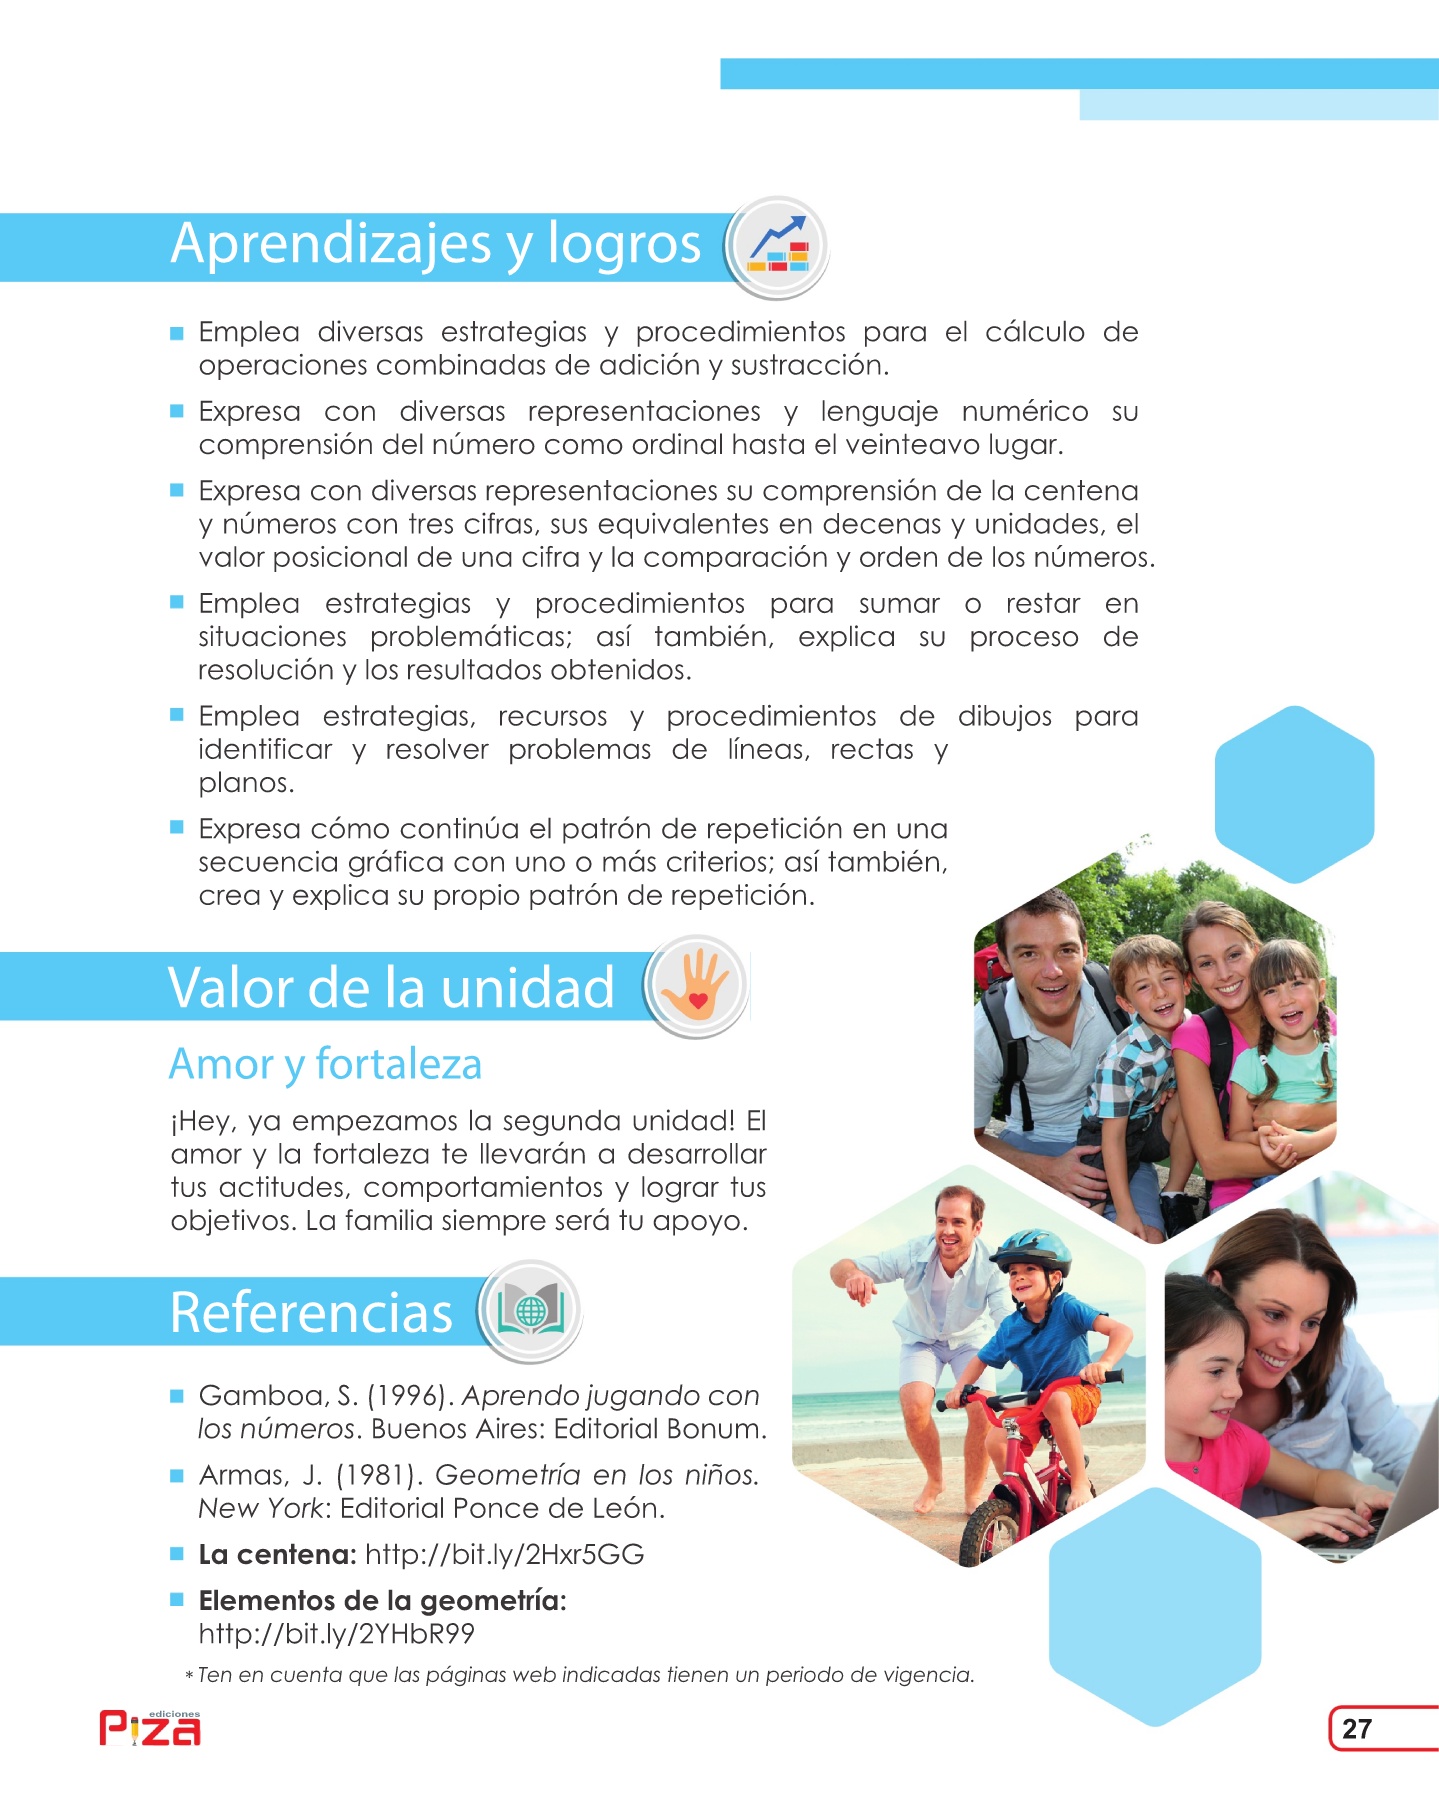 Aprendizajes y logros
Emplea diversas estrategias y procedimientos para el cálculo de
operaciones combinadas de adición y sustracción.
Expresa con diversas representaciones y lenguaje numérico su
comprensión del número como ordinal hasta el veinteavo lugar.
Expresa con diversas representaciones su comprensión de la centena
y números con tres cifras, sus equivalentes en decenas y unidades, el
valor posicional de una cifra y la comparación y orden de los números.
Emplea estrategias y procedimientos para sumar o restar en
situaciones problemáticas; así también, explica su proceso de
resolución y los resultados obtenidos.
Emplea estrategias, recursos y procedimientos de dibujos para
identificar y resolver problemas de líneas, rectas y
planos.
Expresa cómo continúa el patrón de repetición en una
secuencia gráfica con uno o más criterios; así también,
crea y explica su propio patrón de repetición.
Valor de la unidad
Amor y fortaleza
¡Hey, ya empezamos la segunda unidad! El
amor y la fortaleza te llevarán a desarrollar
tus actitudes, comportamientos y lograr tus
objetivos. La familia siempre será tu apoyo.
Referencias
Gamboa, S. (1996). Aprendo jugando con
los números. Buenos Aires: Editorial Bonum.
Armas, J. (1981). Geometría en los niños.
New York: Editorial Ponce de León.
La centena: http://bit.ly/2Hxr5GG
Elementos de la geometría:
http://bit.ly/2YHbR99
* Ten en cuenta que las páginas web indicadas tienen un periodo de vigencia.
ediciones
Piza
27